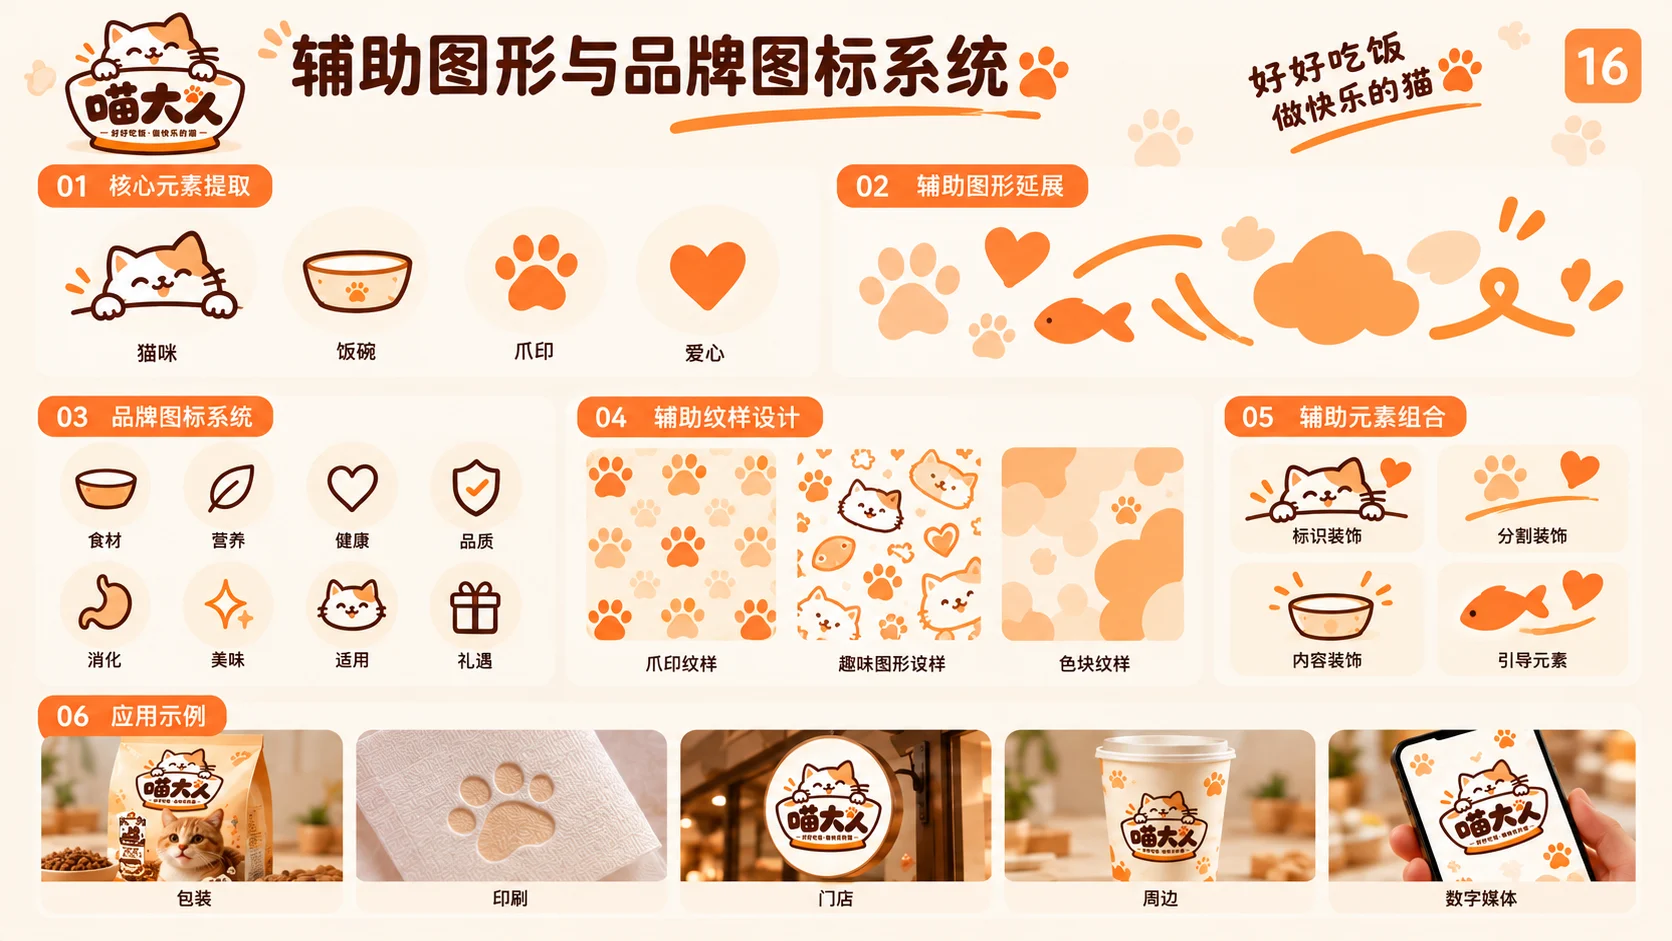 喵大人
好好吃饭·做快乐的猫
辅助图形与品牌图标系统
好好吃饭
做快乐的猫
16
01 核心元素提取
猫咪
饭碗
爪印
爱心
02 辅助图形延展
03 品牌图标系统
食材
营养
健康
品质
消化
美味
适用
礼遇
04 辅助纹样设计
爪印纹样
趣味图形设样
色块纹样
05 辅助元素组合
标识装饰
分割装饰
内容装饰
引导元素
06 应用示例
喵大人
包装
印刷
喵大人
门店
喵大人
周边
喵大人
数字媒体